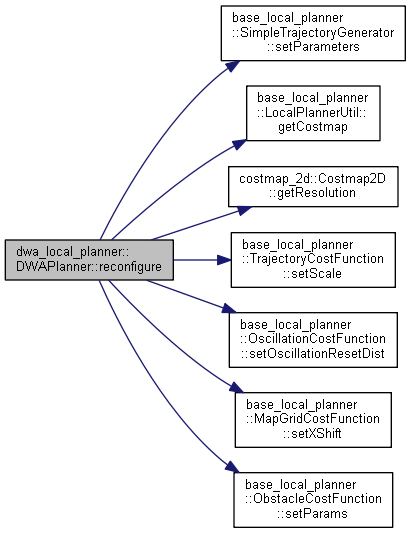 base_local_planner
::SimpleTrajectoryGenerator
::setParameters
base_local_planner
::LocalPlannerUtil::
getCostmap
costmap_2d::Costmap2D
::getResolution
dwa_local_planner::
DWAPlanner::reconfigure
base_local_planner
::TrajectoryCostFunction
::setScale
base_local_planner
::OscillationCostFunction
::setOscillationResetDist
base_local_planner
::MapGridCostFunction
::setXShift
base_local_planner
::ObstacleCostFunction
::setParams